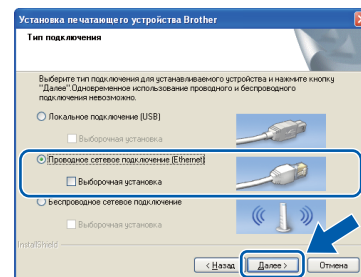 Установка печатающего устройства Brother
Тип подключения
Выберите тип подключения для устанавливаемого устройства и нажмите кнопку
"Далее".Одновременное использование проводного и беспроводного
подключения невозможно.
Локальное подключение (USB)
Выборочная установка
Проводное сетевое подключение (Ethernet)
Выборочная установка
Беспроводное сетевое подключение
Выборочная установка
InstallShield
< Назад
Далее >
Отмена